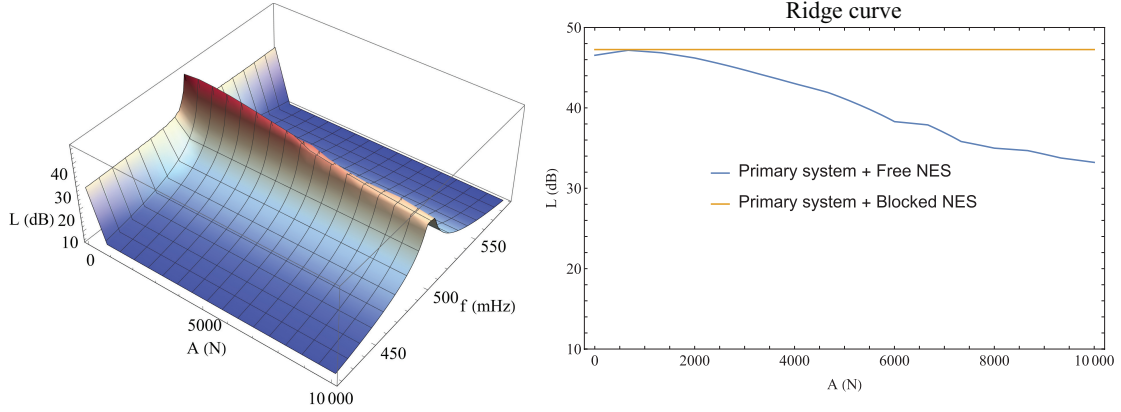 40
30
L (dB) 20
10
0
5000
A (N)
10 000
450
500 f (mHz)
550
Ridge curve
50
40
L (dB)
30
20
10
Primary system + Free NES
Primary system + Blocked NES
0 2000 4000 6000 8000 10 000
A (N)